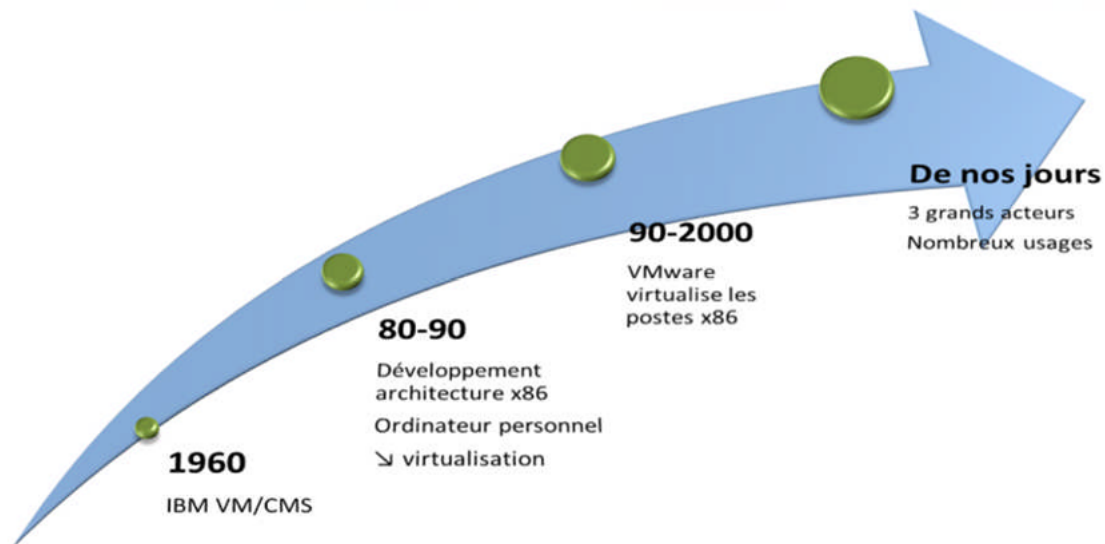 1960
IBM VM/CMS
80-90
Développement
architecture x86
Ordinateur personnel
↘ virtualisation
90-2000
VMware
virtualise les
postes x86
De nos jours
3 grands acteurs
Nombreux usages